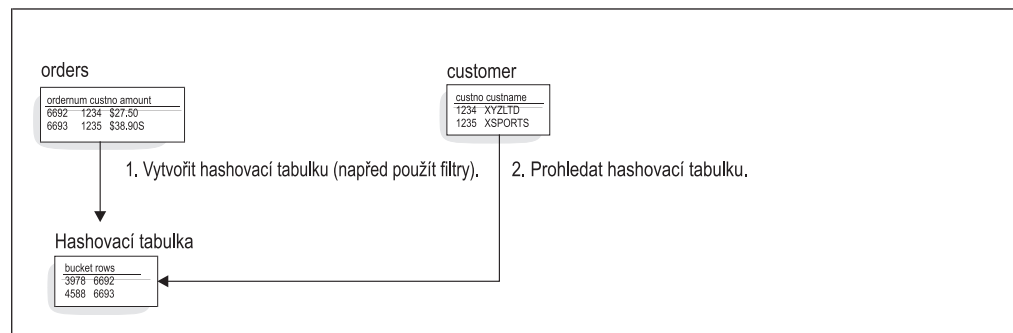 orders
ordernum custno amount
6692 1234 $27.50
6693 1235 $38.90S
customer
custno custname
1234 XYZLTD
1235 XSPORTS
1. Vytvořit hashovací tabulku (napřed použít filtry).
2. Prohledat hashovací tabulku.
Hashovací tabulka
bucket rows
3978 6692
4588 6693